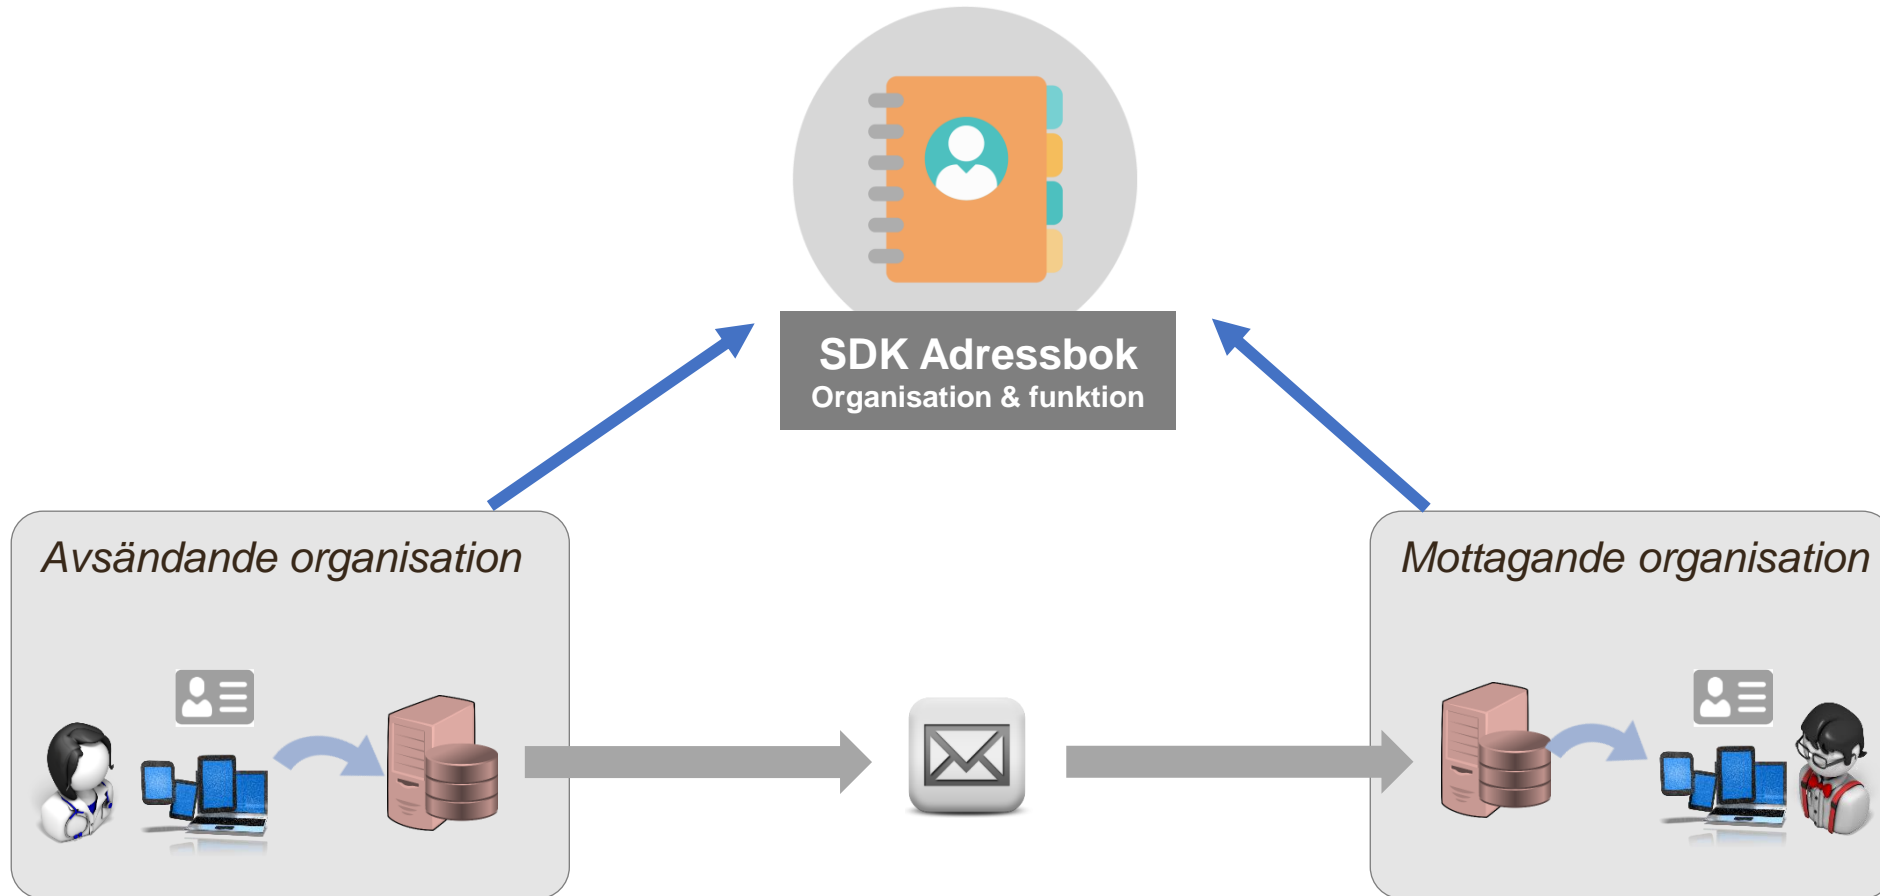 SDK Adressbok
Organisation & funktion
Avsändande organisation
Mottagande organisation